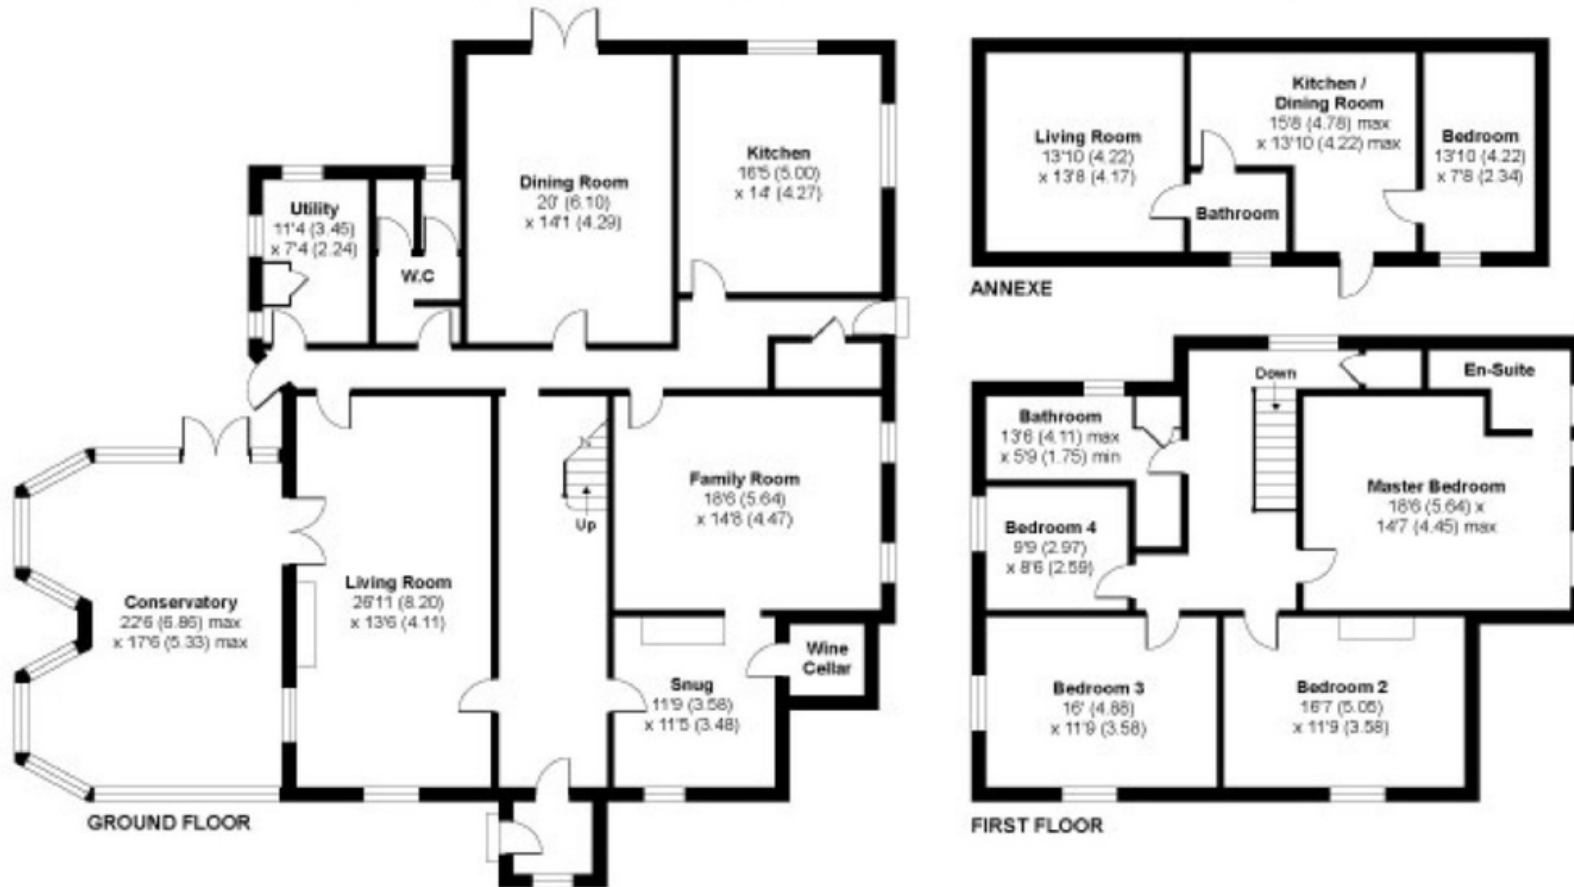 Utility
11'4 (3.45)
x 7'4 (2.24)
W.C
Dining Room
20' (6.10)
x 14'1 (4.29)
Kitchen
16'5 (5.00)
x 14' (4.27)
Conservatory
22'6 (6.86) max
x 17'6 (5.33) max
Living Room
26'11 (8.20)
x 13'6 (4.11)
Up
Family Room
18'6 (5.64)
x 14'8 (4.47)
Snug
11'9 (3.58)
x 11'5 (3.48)
Wine
Cellar
GROUND FLOOR
Living Room
13'10 (4.22)
x 13'8 (4.17)
Kitchen /
Dining Room
15'8 (4.78) max
x 13'10 (4.22) max
Bathroom
Bedroom
13'10 (4.22)
x 7'8 (2.34)
ANNEXE
Down
En-Suite
Bathroom
13'6 (4.11) max
x 5'9 (1.75) min
Master Bedroom
18'6 (5.64) x
14'7 (4.45) max
Bedroom 4
9'9 (2.97)
x 8'6 (2.59)
Bedroom 3
16' (4.88)
x 11'9 (3.58)
Bedroom 2
16'7 (5.05)
x 11'9 (3.58)
FIRST FLOOR